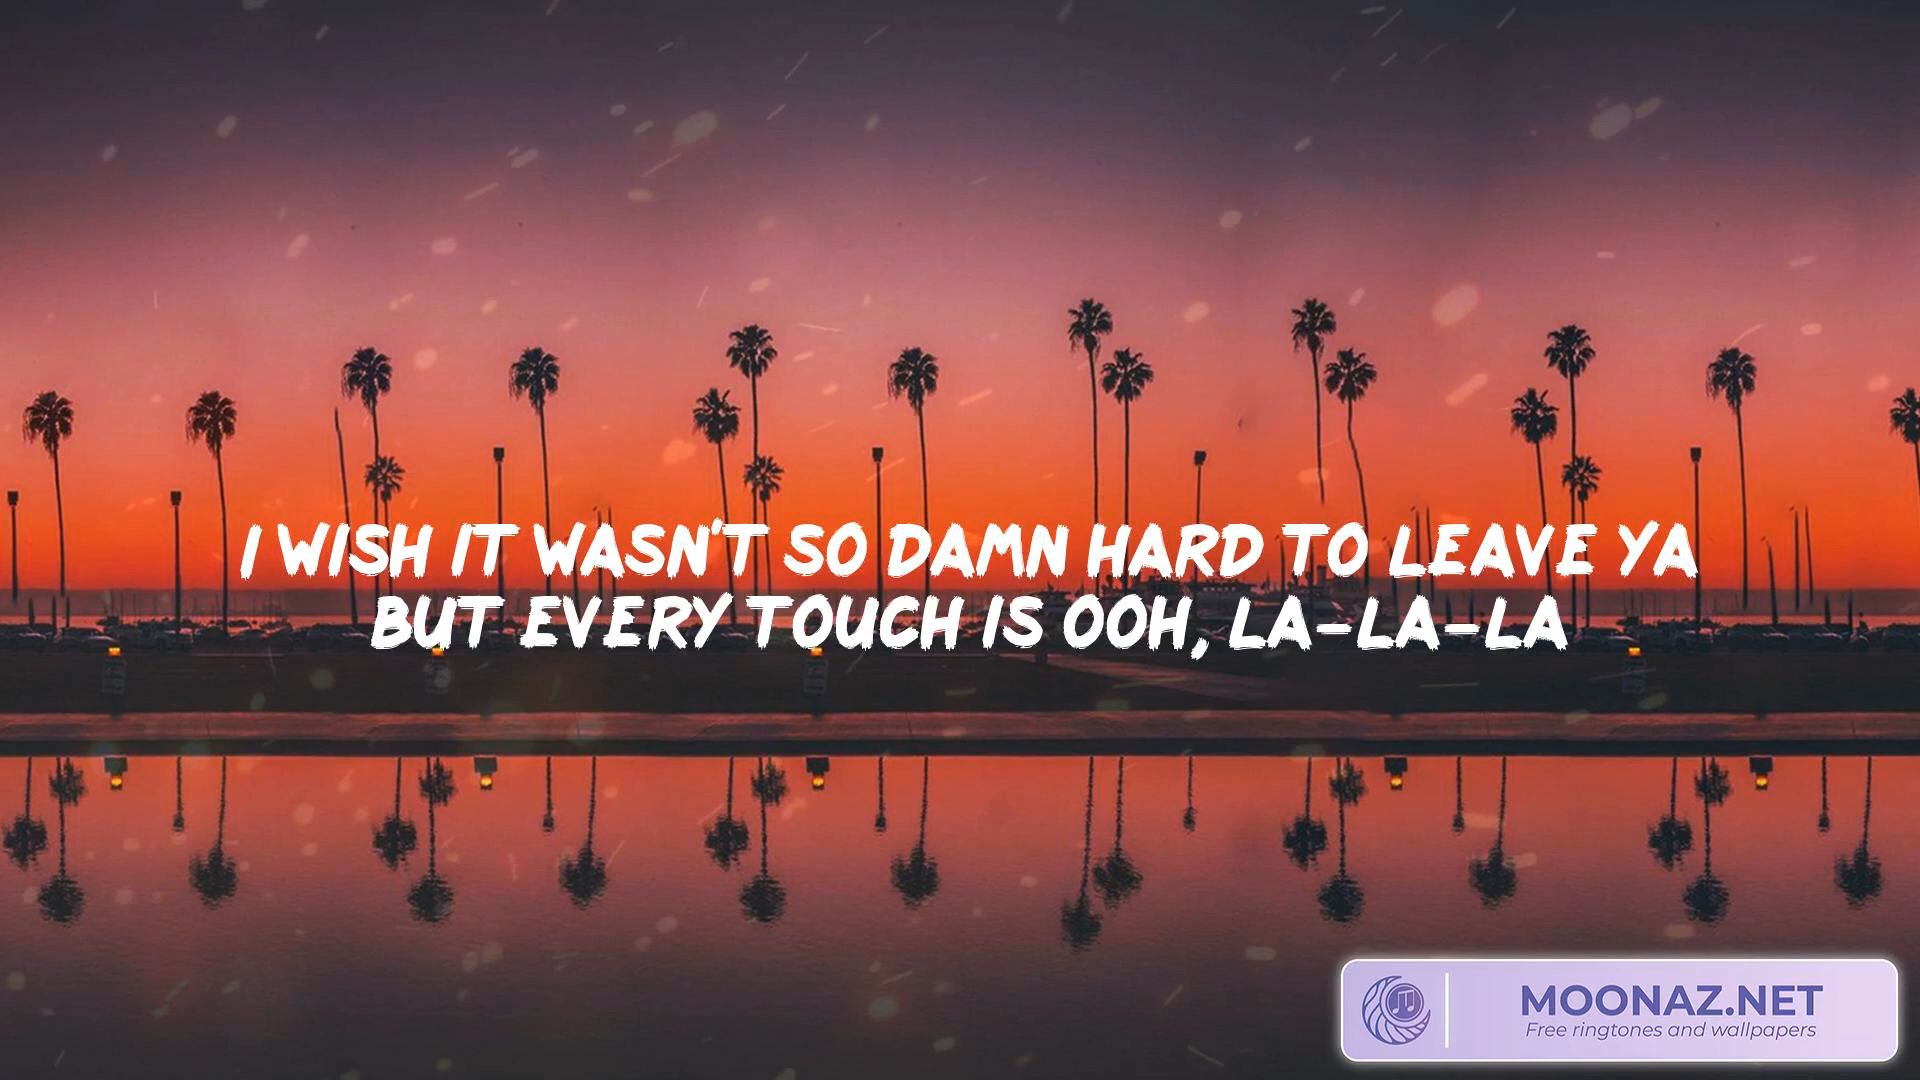 I WISH IT WASN'T SO DAMN HARD TO LEAVE YA
BUT EVERY TOUCH IS OOH, LA-LA-LA
MOONAZ.NET
Free ringtones and wallpapers